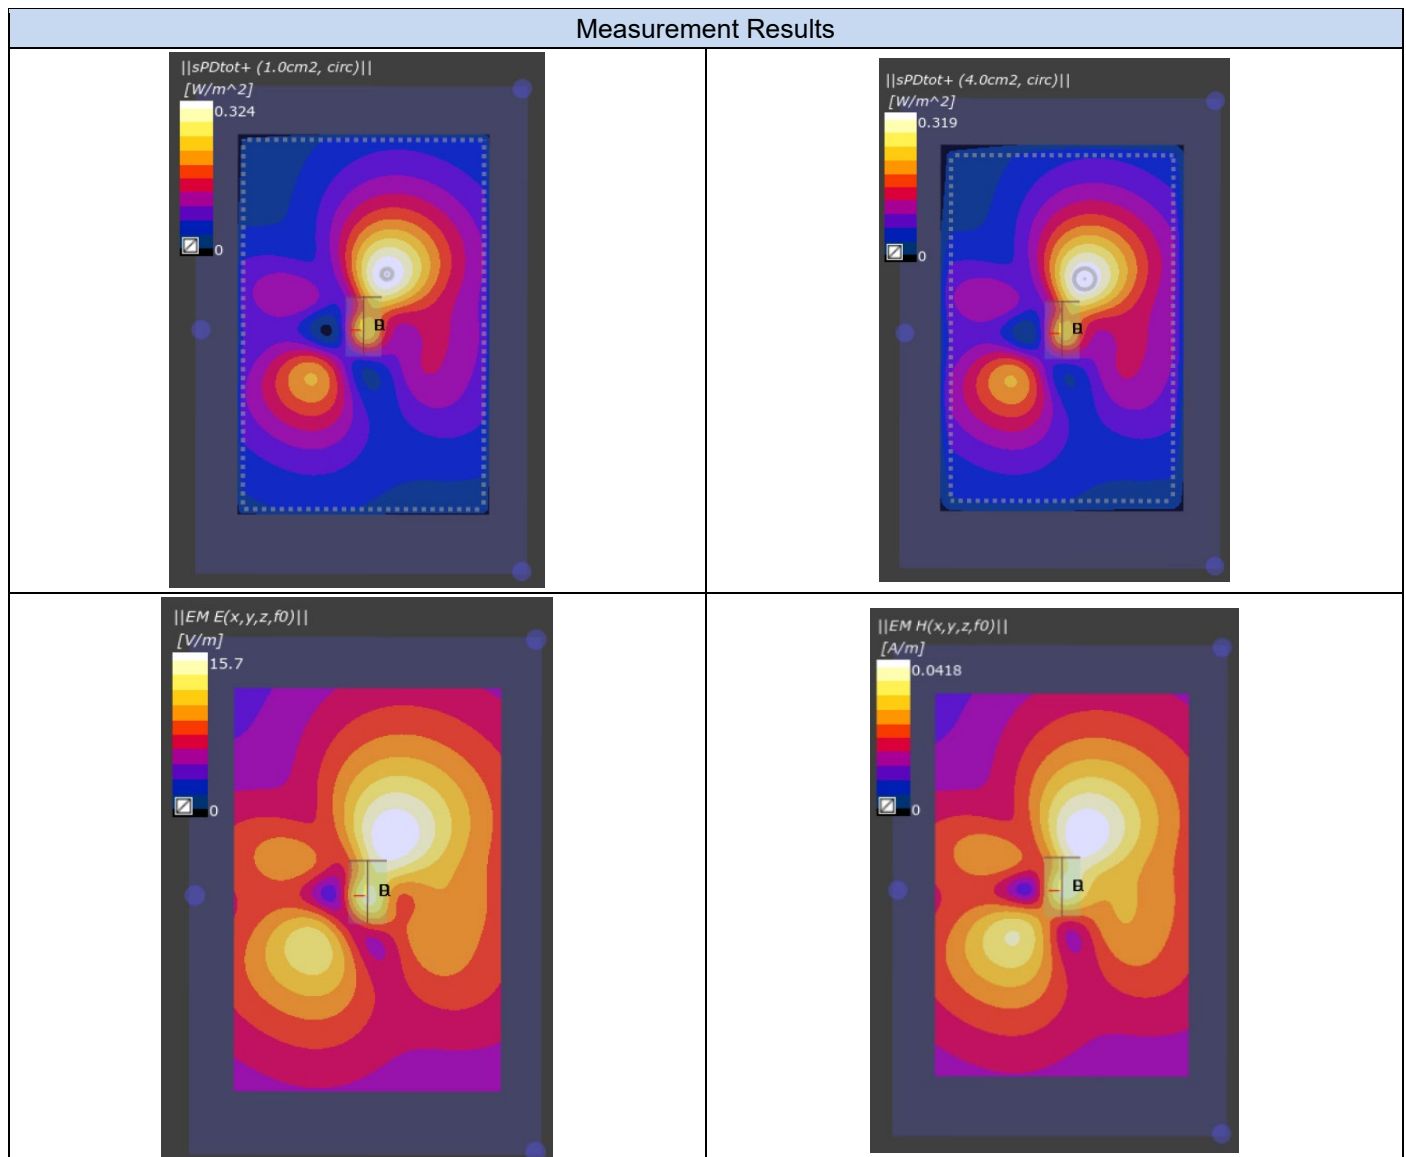 Measurement Results
||sPDtot+ (1.0cm2, circ)||
[W/m^2]
0.324
0
||sPDtot+ (4.0cm2, circ)||
[W/m^2]
0.319
0
||EM E(x,y,z,f0)||
[V/m]
15.7
0
||EM H(x,y,z,f0)||
[A/m]
0.0418
0